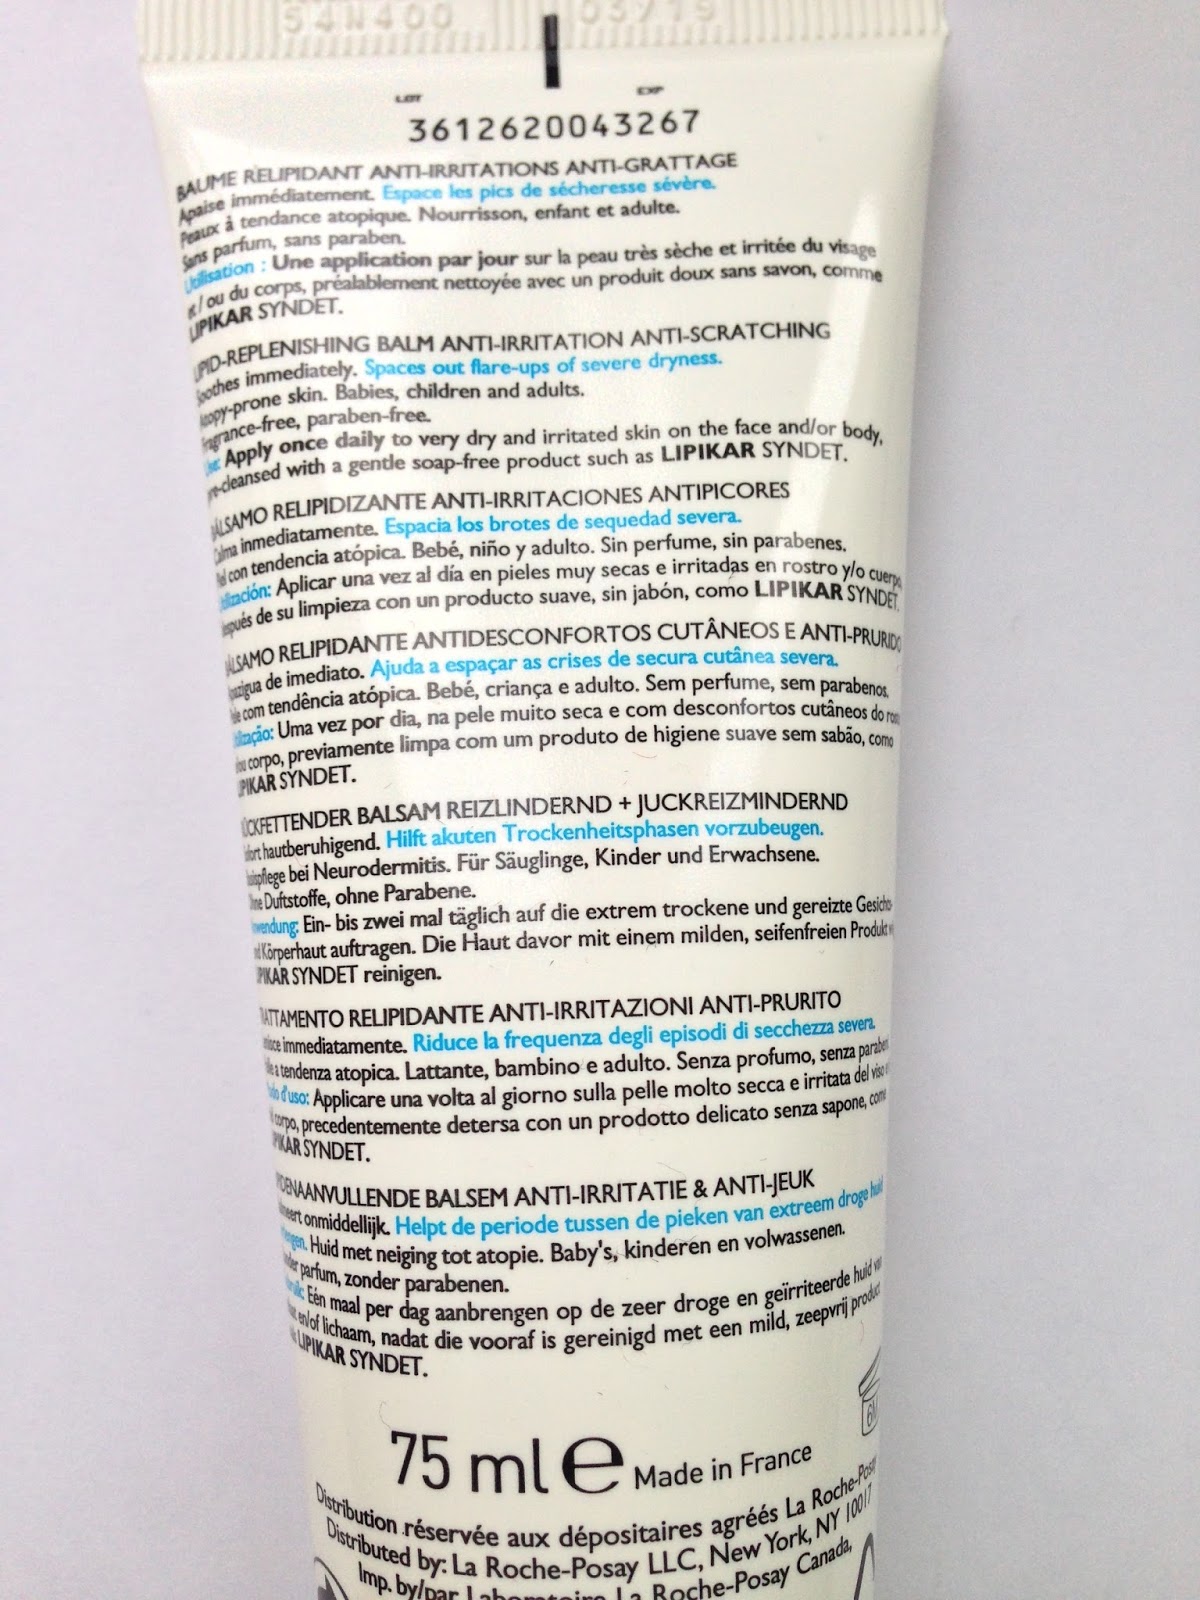 S4N400 03/19
LOT EXP
3612620043267
BAUME RELIPIDANT ANTI-IRRITATIONS ANTI-GRATTAGE
Apaise immédiatement. Espace les pics de sécheresse sévère.
Peaux à tendance atopique. Nourrisson, enfant et adulte.
Sans parfum, sans paraben.
Utilisation : Une application par jour sur la peau très sèche et irritée du visage
et / ou du corps, préalablement nettoyée avec un produit doux sans savon, comme
LIPIKAR SYNDET.
LIPID-REPLENISHING BALM ANTI-IRRITATION ANTI-SCRATCHING
Soothes immediately. Spaces out flare-ups of severe dryness.
Atopy-prone skin. Babies, children and adults.
Fragrance-free, paraben-free.
Use: Apply once daily to very dry and irritated skin on the face and/or body,
pre-cleansed with a gentle soap-free product such as LIPIKAR SYNDET.
BÁLSAMO RELIPIDIZANTE ANTI-IRRITACIONES ANTIPICORES
Calma inmediatamente. Espacia los brotes de sequedad severa.
Piel con tendencia atópica. Bebé, niño y adulto. Sin perfume, sin parabenes.
Utilización: Aplicar una vez al día en pieles muy secas e irritadas en rostro y/o cuerpo,
después de su limpieza con un producto suave, sin jabón, como LIPIKAR SYNDET.
BÁLSAMO RELIPIDANTE ANTIDESCONFORTOS CUTÂNEOS E ANTI-PRURIDO
Apazigua de imediato. Ajuda a espaçar as crises de secura cutânea severa.
Pele com tendência atópica. Bebé, criança e adulto. Sem perfume, sem parabenos.
Utilização: Uma vez por dia, na pele muito seca e com desconfortos cutâneos do
corpo, previamente limpa com um produto de higiene suave sem sabão, como
LIPIKAR SYNDET.
BALSAM REIZLINDERND + JUCKREIZMINDERND
hautberuhigend. Hilft akuten Trockenheitsphasen vorzubeugen.
bei Neurodermitis. Für Säuglinge, Kinder und Erwachsene.
Ohne Duftstoffe, ohne Parabene.
Anwendung: Ein- bis zwei mal täglich auf die extrem trockene und gereizte Gesichts-
und Körperhaut auftragen. Die Haut davor mit einem milden, seifenfreien Produkt
LIPIKAR SYNDET reinigen.
TRATTAMENTO RELIPIDANTE ANTI-IRRITAZIONI ANTI-PRURITO
immediatamente. Riduce la frequenza degli episodi di secchezza severa.
a tendenza atopica. Lattante, bambino e adulto. Senza profumo, senza
Modo d'uso: Applicare una volta al giorno sulla pelle molto secca e irritata del viso
corpo, precedentemente detersa con un prodotto delicato senza sapone, come
LIPIKAR SYNDET.
BALSEM ANTI-IRRITATIE & ANTI-JEUK
onmiddellijk. Helpt de periode tussen de pieken van extreem droge huid
Huid met neiging tot atopie. Baby's, kinderen en volwassenen.
parfum, zonder parabenen.
Eén maal per dag aanbrengen op de zeer droge en geïrriteerde huid van
en/of lichaam, nadat die vooraf is gereinigd met een mild, zeepvrij product
LIPIKAR SYNDET.
6M
75 ml e Made in France
Distribution réservée aux dépositaires agréés La Roche-Posay
Distributed by: La Roche-Posay LLC, New York, NY 10017
Imp. by/par Laboratoire La Roche-Posay Canada,